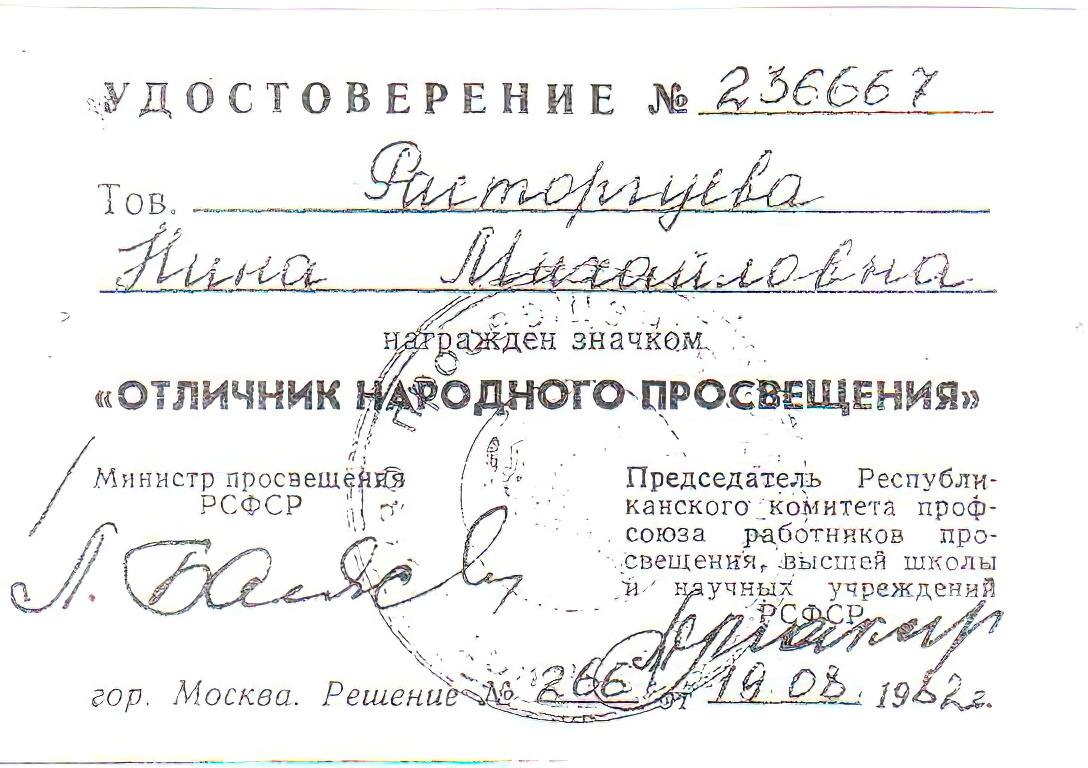 УДОСТОВЕРЕНИЕ № 236667
Тов. Расторгуева
Нина Михайловна
награжден значком
«ОТЛИЧНИК НАРОДНОГО ПРОСВЕЩЕНИЯ»
Министр просвещения
РСФСР
Председатель Республи-
канского комитета проф-
союза работников про-
свещения, высшей школы
и научных учреждений
РСФСР
гор. Москва. Решение № 266 от 19.08. 1982г.